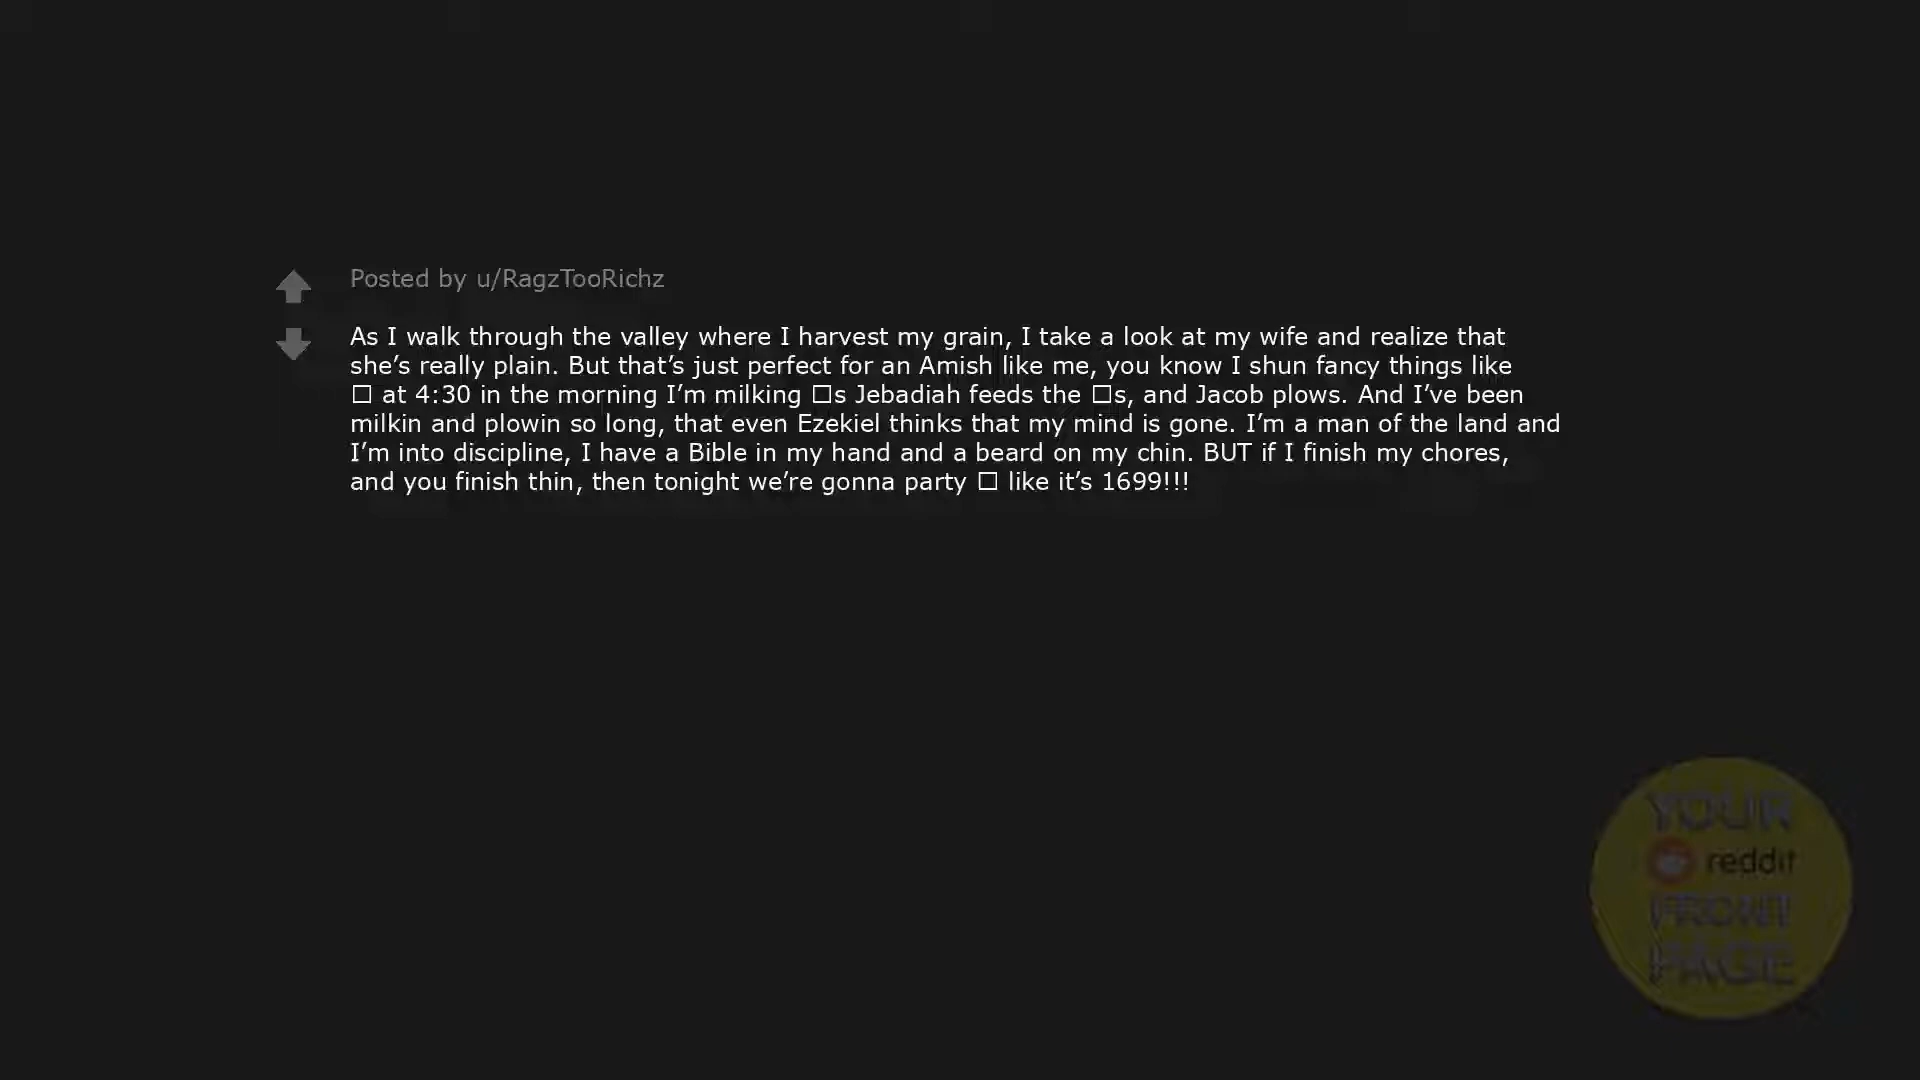 Posted by u/RagzTooRichz
As I walk through the valley where I harvest my grain, I take a look at my wife and realize that
she’s really plain. But that’s just perfect for an Amish like me, you know I shun fancy things like
□ at 4:30 in the morning I’m milking □s Jebadiah feeds the □s, and Jacob plows. And I’ve been
milkin and plowin so long, that even Ezekiel thinks that my mind is gone. I’m a man of the land and
I’m into discipline, I have a Bible in my hand and a beard on my chin. BUT if I finish my chores,
and you finish thin, then tonight we’re gonna party □ like it’s 1699!!!
YOUR
reddit
FRONT
PAGE